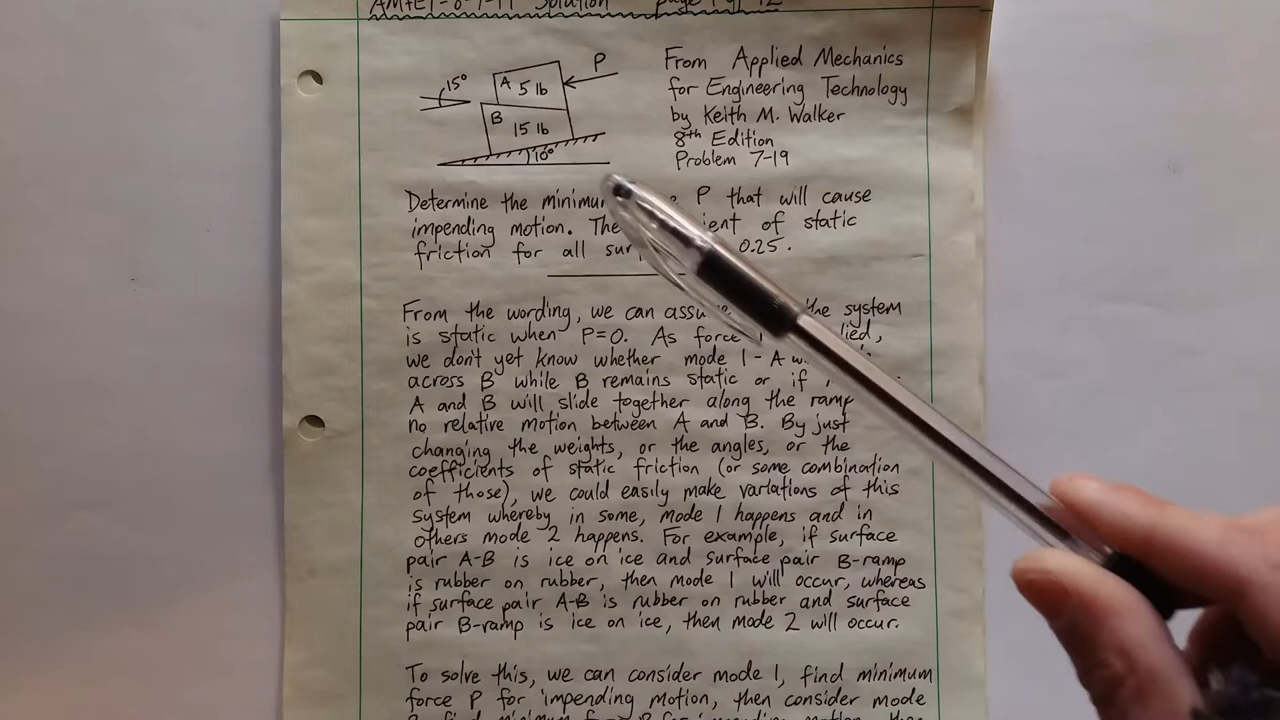 Solution page 1 of 12
From Applied Mechanics
for Engineering Technology
by Keith M. Walker
8th Edition
Problem 7-19
P
15°
A 5 lb
B
15 lb
10°
Determine the P that will cause
impending motion. of static
friction for all 0.25.
From the wording, we can the system
is static when P=0. As force
we don't yet know whether mode 1 - A
across B while B remains static or if
A and B will slide together along the ramp
no relative motion between A and B. By just
changing the weights, or the angles, or the
coefficients of static friction (or some combination
of those), we could easily make variations of this
system whereby in some, mode 1 happens and in
others mode 2 happens. For example, if surface
pair A-B is ice on ice and surface pair B-ramp
is rubber on rubber, then mode 1 will occur, whereas
if surface pair A-B is rubber on rubber and surface
pair B-ramp is ice on ice, then mode 2 will occur.
To solve this, we can consider mode 1, find minimum
force P for impending motion, then consider mode